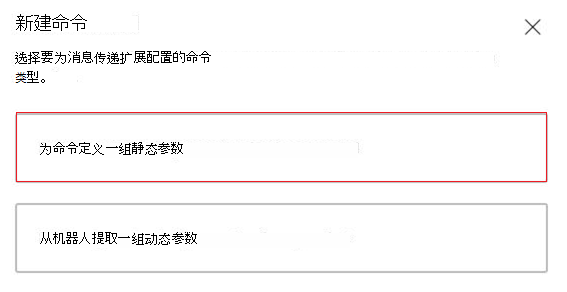 新建命令
选择要为消息传递扩展配置的命令
类型。
为命令定义一组静态参数
从机器人提取一组动态参数